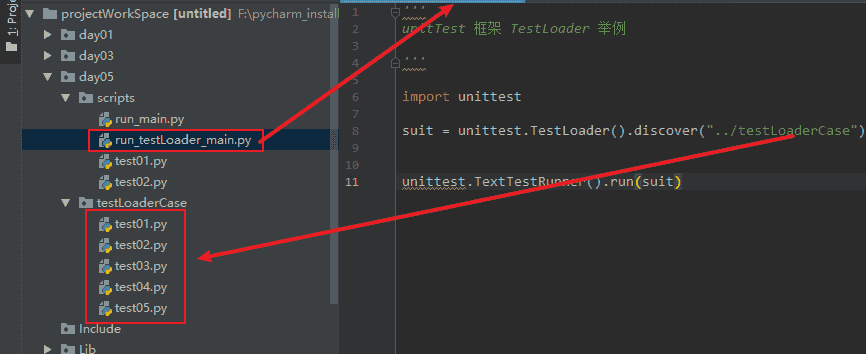 1: Proje
projectWorkSpace [untitled] F:\pycharm_install
day01
day03
day05
scripts
run_main.py
run_testLoader_main.py
test01.py
test02.py
testLoaderCase
test01.py
test02.py
test03.py
test04.py
test05.py
Include
Lib
1 '''
2 unitTest 框架 TestLoader 举例
3
4 '''
5
6 import unittest
7
8 suit = unittest.TestLoader().discover("../testLoaderCase")
9
10
11 unittest.TextTestRunner().run(suit)